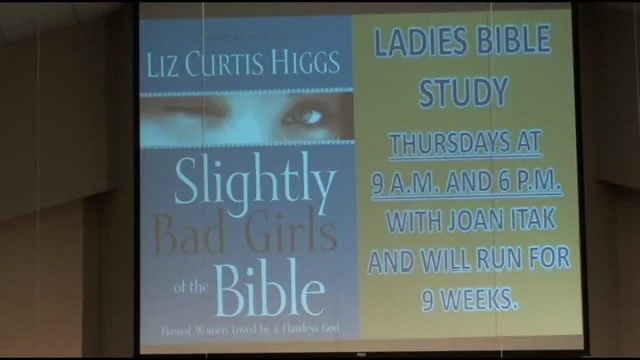 LIZ CURTIS HIGGS
Slightly
Bad Girls
of the Bible
Flawed Women Loved by a Flawless God
LADIES BIBLE
STUDY
THURSDAYS AT
9 A.M. AND 6 P.M.
WITH JOAN ITAK
AND WILL RUN FOR
9 WEEKS.